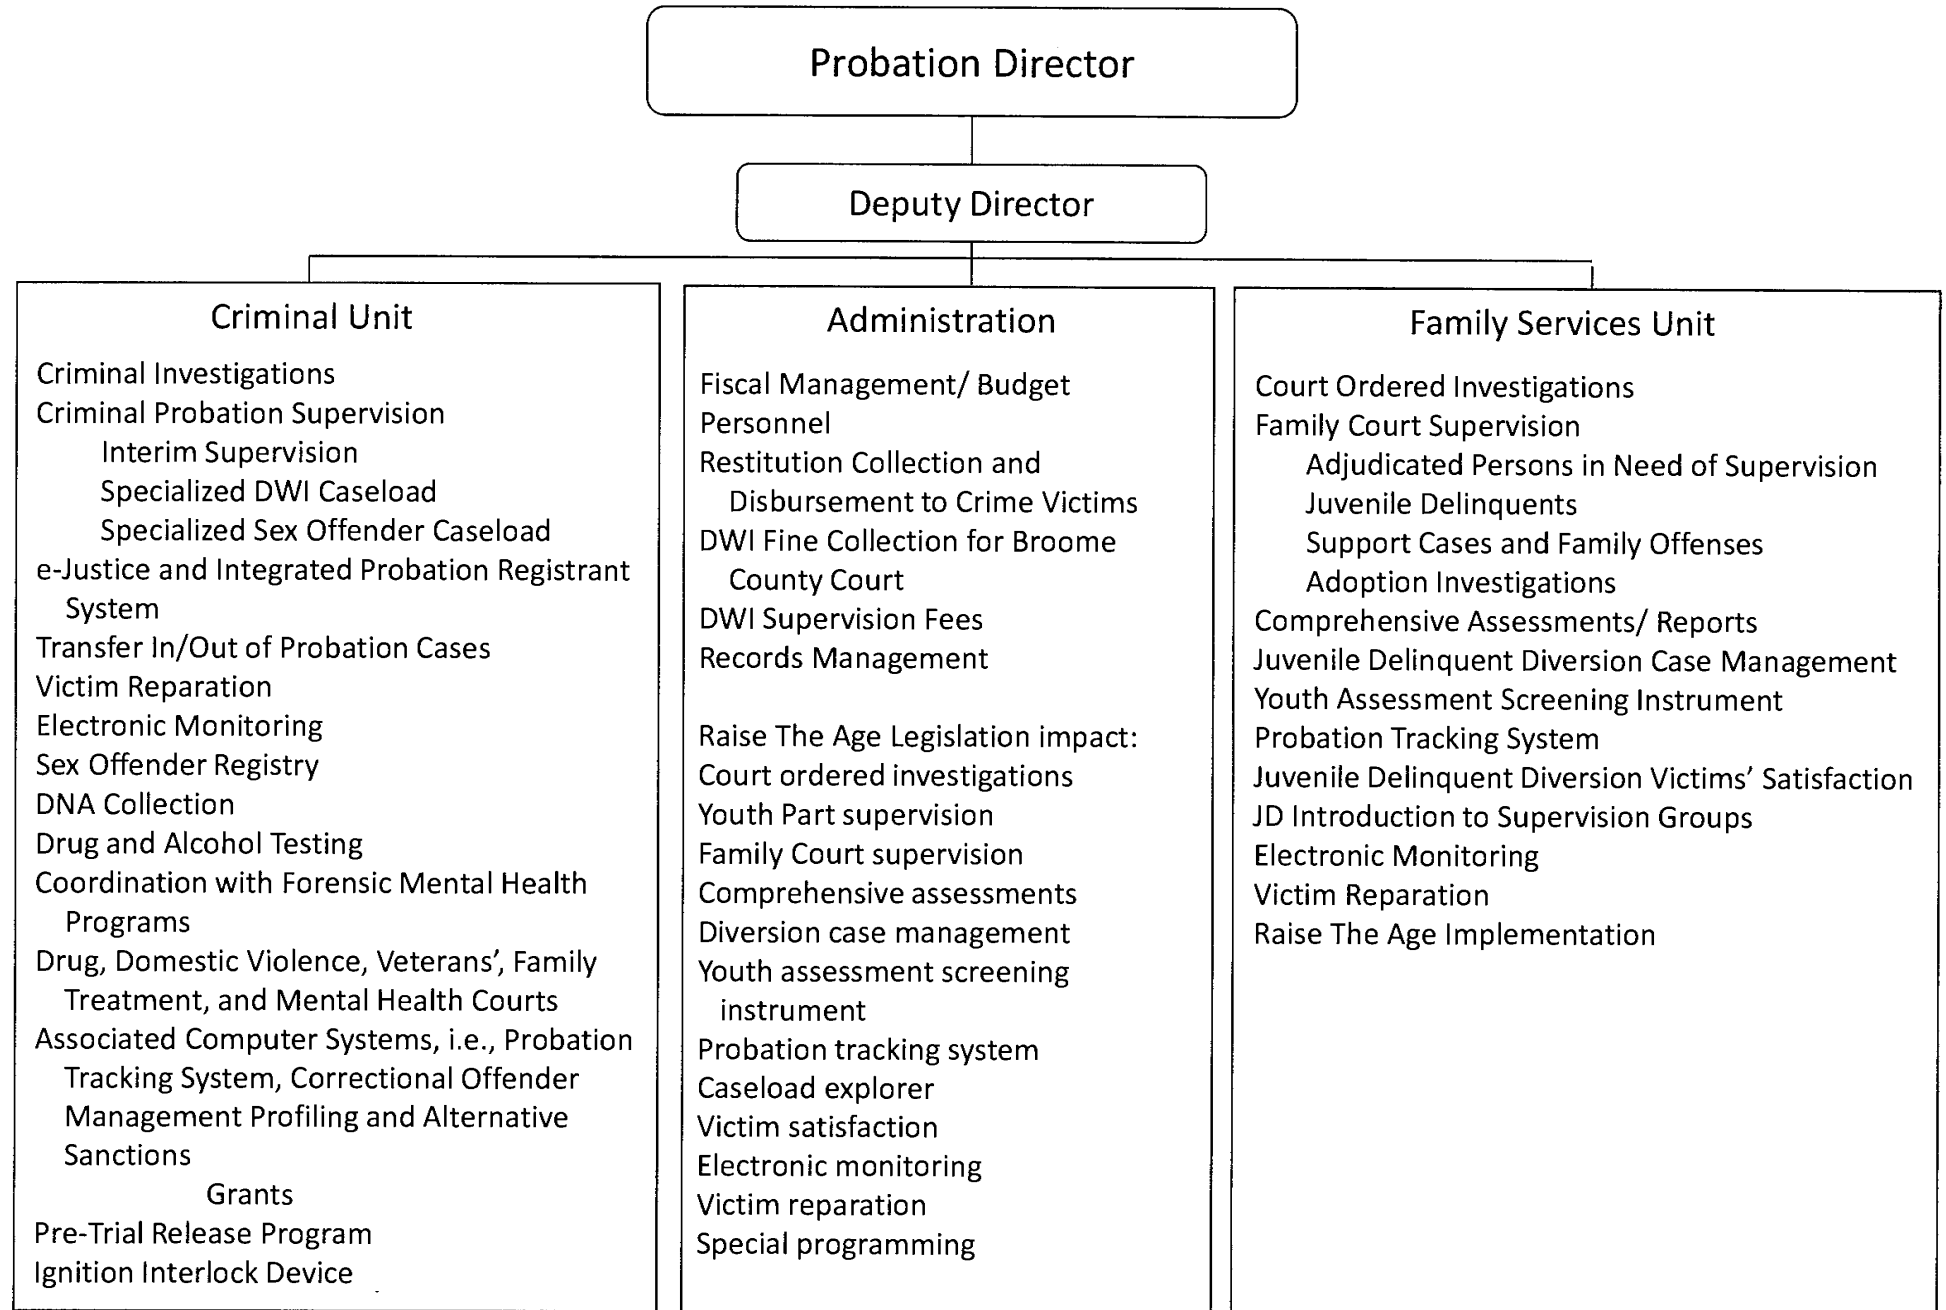 Probation Director
Deputy Director
Criminal Unit
Criminal Investigations
Criminal Probation Supervision
Interim Supervision
Specialized DWI Caseload
Specialized Sex Offender Caseload
e-Justice and Integrated Probation Registrant
System
Transfer In/Out of Probation Cases
Victim Reparation
Electronic Monitoring
Sex Offender Registry
DNA Collection
Drug and Alcohol Testing
Coordination with Forensic Mental Health
Programs
Drug, Domestic Violence, Veterans’, Family
Treatment, and Mental Health Courts
Associated Computer Systems, i.e., Probation
Tracking System, Correctional Offender
Management Profiling and Alternative
Sanctions
Grants
Pre-Trial Release Program
Ignition Interlock Device
Administration
Fiscal Management/ Budget
Personnel
Restitution Collection and
Disbursement to Crime Victims
DWI Fine Collection for Broome
County Court
DWI Supervision Fees
Records Management
Raise The Age Legislation impact:
Court ordered investigations
Youth Part supervision
Family Court supervision
Comprehensive assessments
Diversion case management
Youth assessment screening
instrument
Probation tracking system
Caseload explorer
Victim satisfaction
Electronic monitoring
Victim reparation
Special programming
Family Services Unit
Court Ordered Investigations
Family Court Supervision
Adjudicated Persons in Need of Supervision
Juvenile Delinquents
Support Cases and Family Offenses
Adoption Investigations
Comprehensive Assessments/ Reports
Juvenile Delinquent Diversion Case Management
Youth Assessment Screening Instrument
Probation Tracking System
Juvenile Delinquent Diversion Victims’ Satisfaction
JD Introduction to Supervision Groups
Electronic Monitoring
Victim Reparation
Raise The Age Implementation